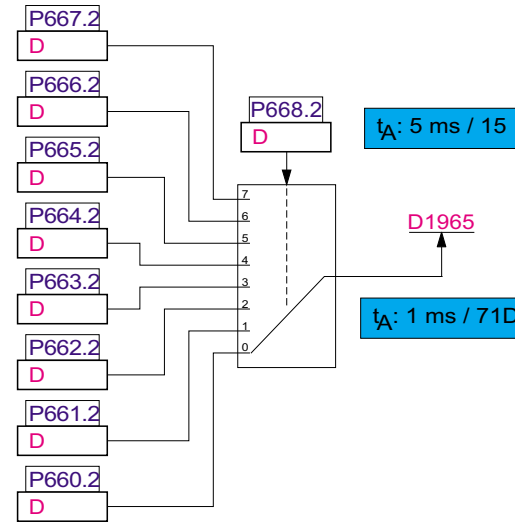 P667.2
D
P666.2
D
P665.2
D
P664.2
D
P663.2
D
P662.2
D
P661.2
D
P660.2
D
P668.2
D
7
6
5
4
3
2
1
0
tA: 5 ms / 15
D1965
tA: 1 ms / 71D